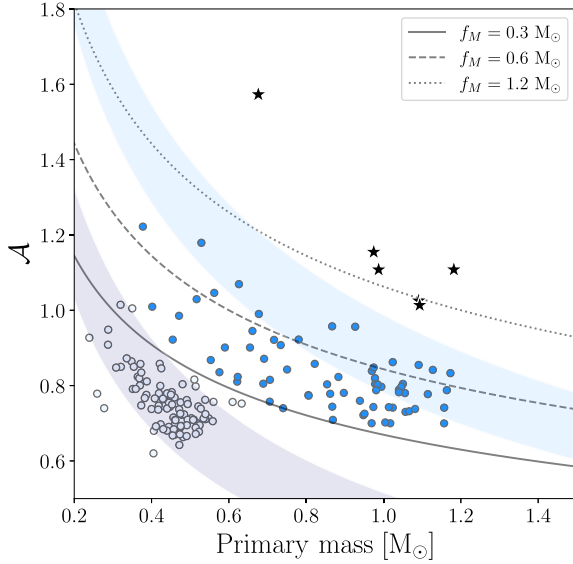 1.8
1.6
1.4
1.2
1.0
0.8
0.6
𝒜
f_M = 0.3 M_⊙
f_M = 0.6 M_⊙
f_M = 1.2 M_⊙
0.2 0.4 0.6 0.8 1.0 1.2 1.4
Primary mass [M_⊙]